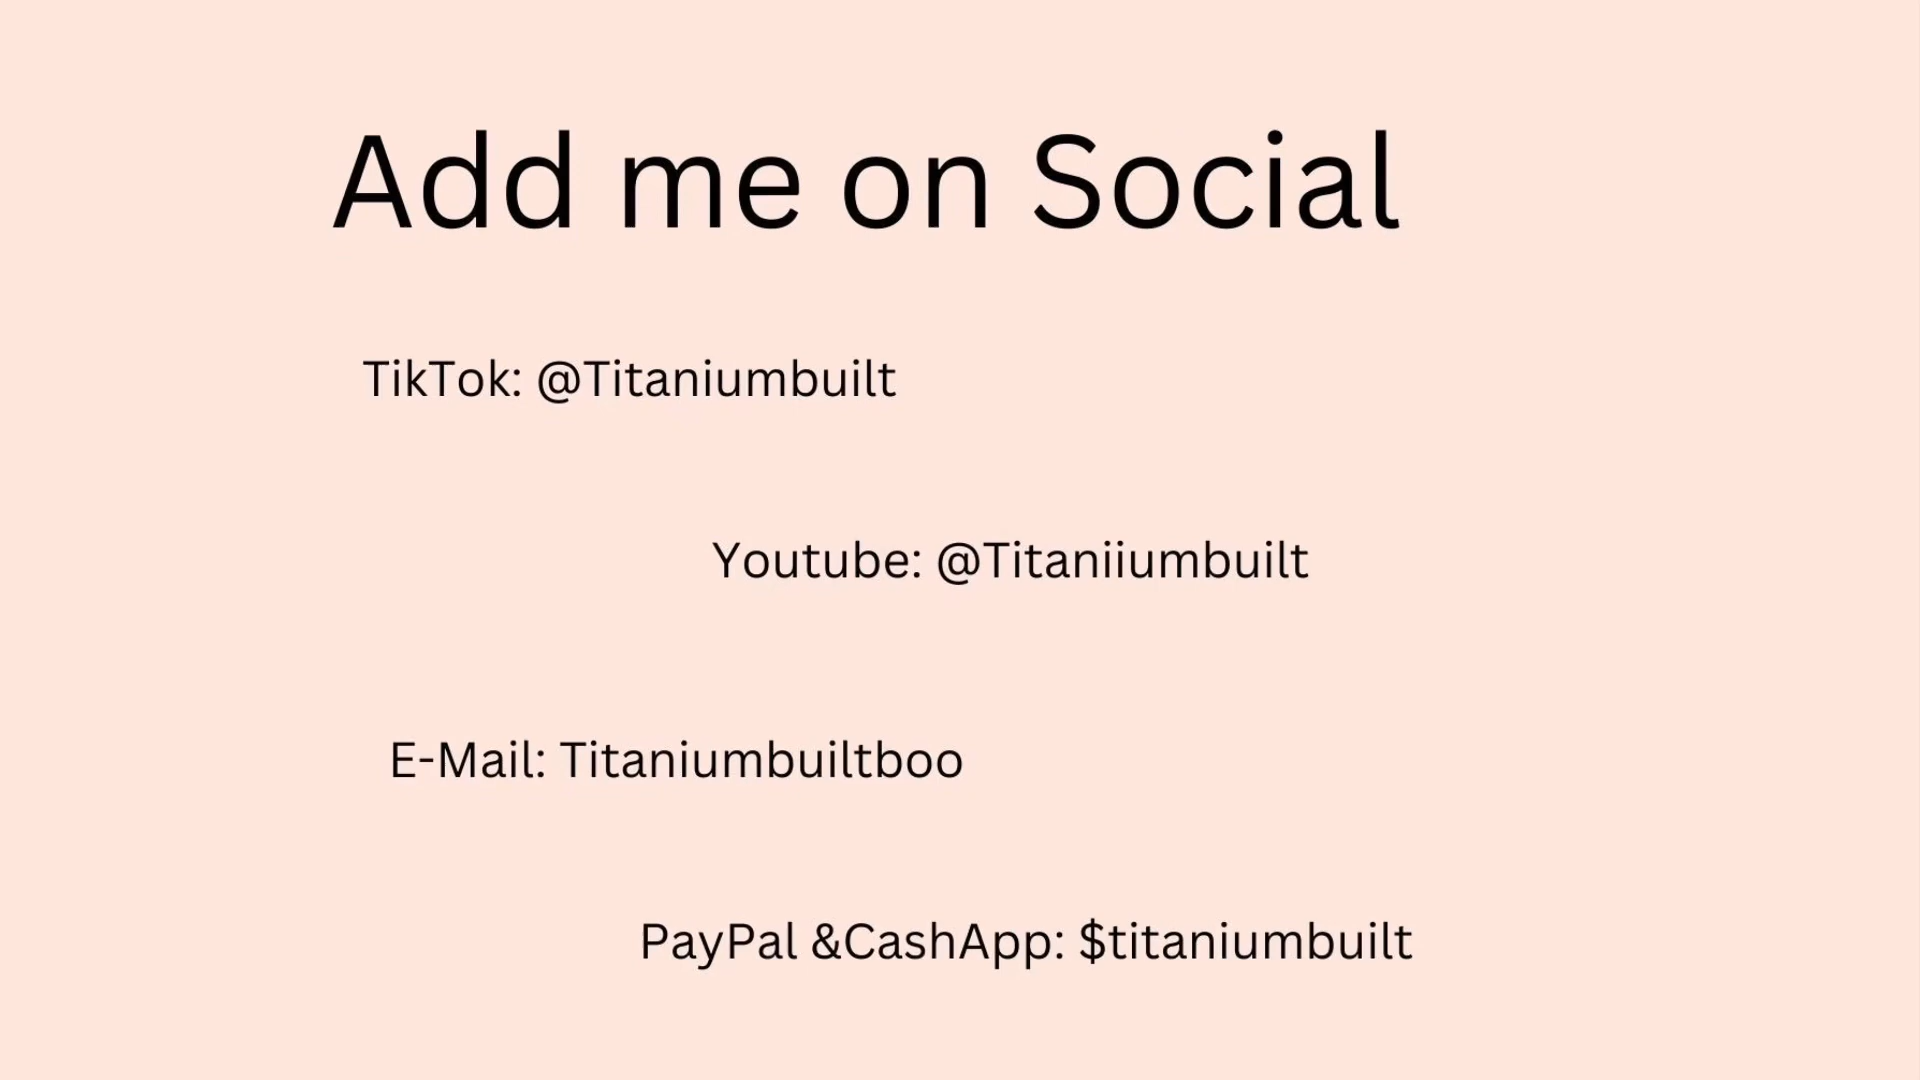 Add me on Social
TikTok: @Titaniumbuilt
Youtube: @Titaniiumbuilt
E-Mail: Titaniumbuiltboo
PayPal &CashApp: $titaniumbuilt